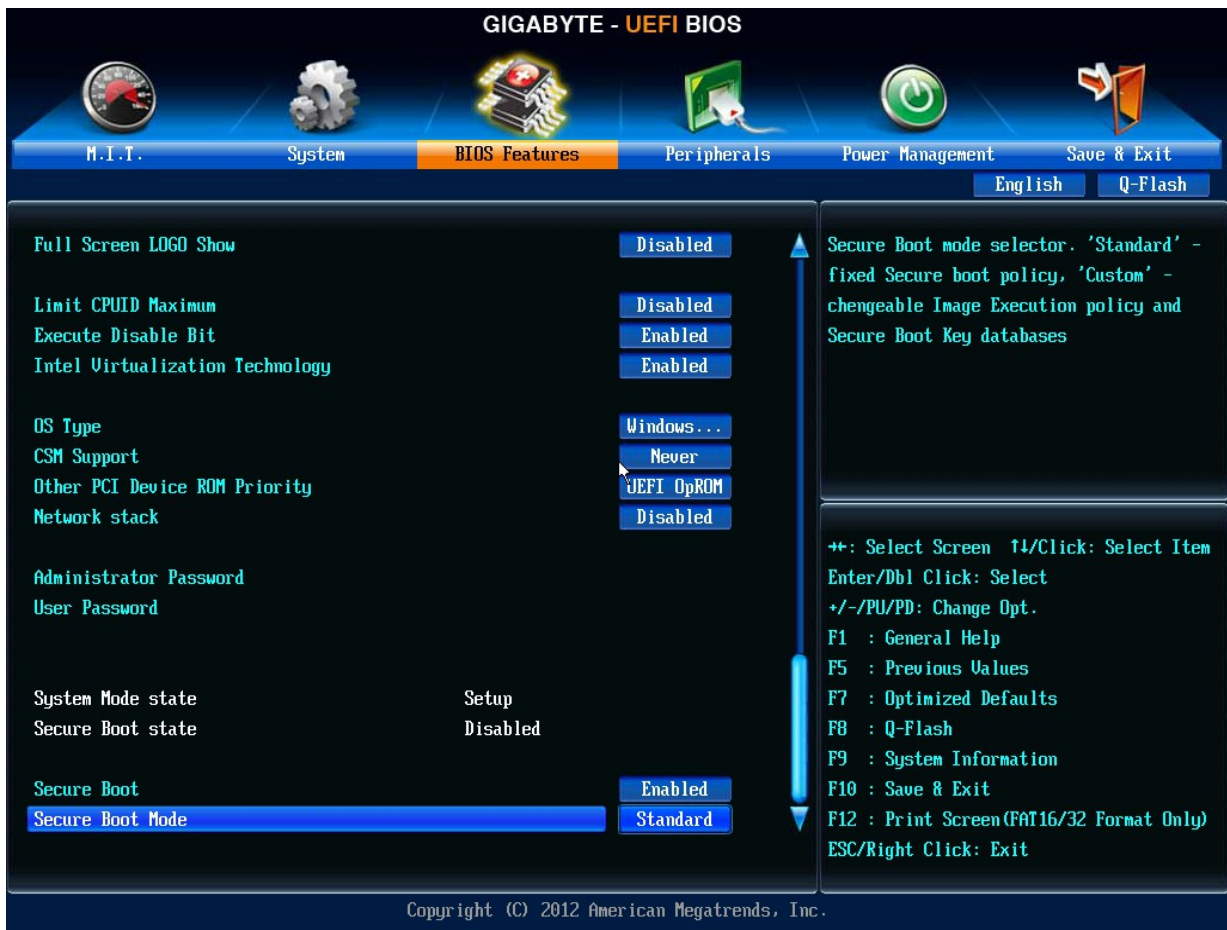 GIGABYTE - UEFI BIOS
M.I.T. System BIOS Features Peripherals Power Management Save & Exit
English Q-Flash
Full Screen LOGO Show Disabled
Limit CPUID Maximum Disabled
Execute Disable Bit Enabled
Intel Virtualization Technology Enabled
OS Type Windows...
CSM Support Never
Other PCI Device ROM Priority UEFI OpROM
Network stack Disabled
Administrator Password
User Password
System Mode state Setup
Secure Boot state Disabled
Secure Boot Enabled
Secure Boot Mode Standard
Secure Boot mode selector. 'Standard' -
fixed Secure boot policy, 'Custom' -
chengeable Image Execution policy and
Secure Boot Key databases
→←: Select Screen ↑↓/Click: Select Item
Enter/Dbl Click: Select
+/-/PU/PD: Change Opt.
F1 : General Help
F5 : Previous Values
F7 : Optimized Defaults
F8 : Q-Flash
F9 : System Information
F10 : Save & Exit
F12 : Print Screen(FAT16/32 Format Only)
ESC/Right Click: Exit
Copyright (C) 2012 American Megatrends, Inc.